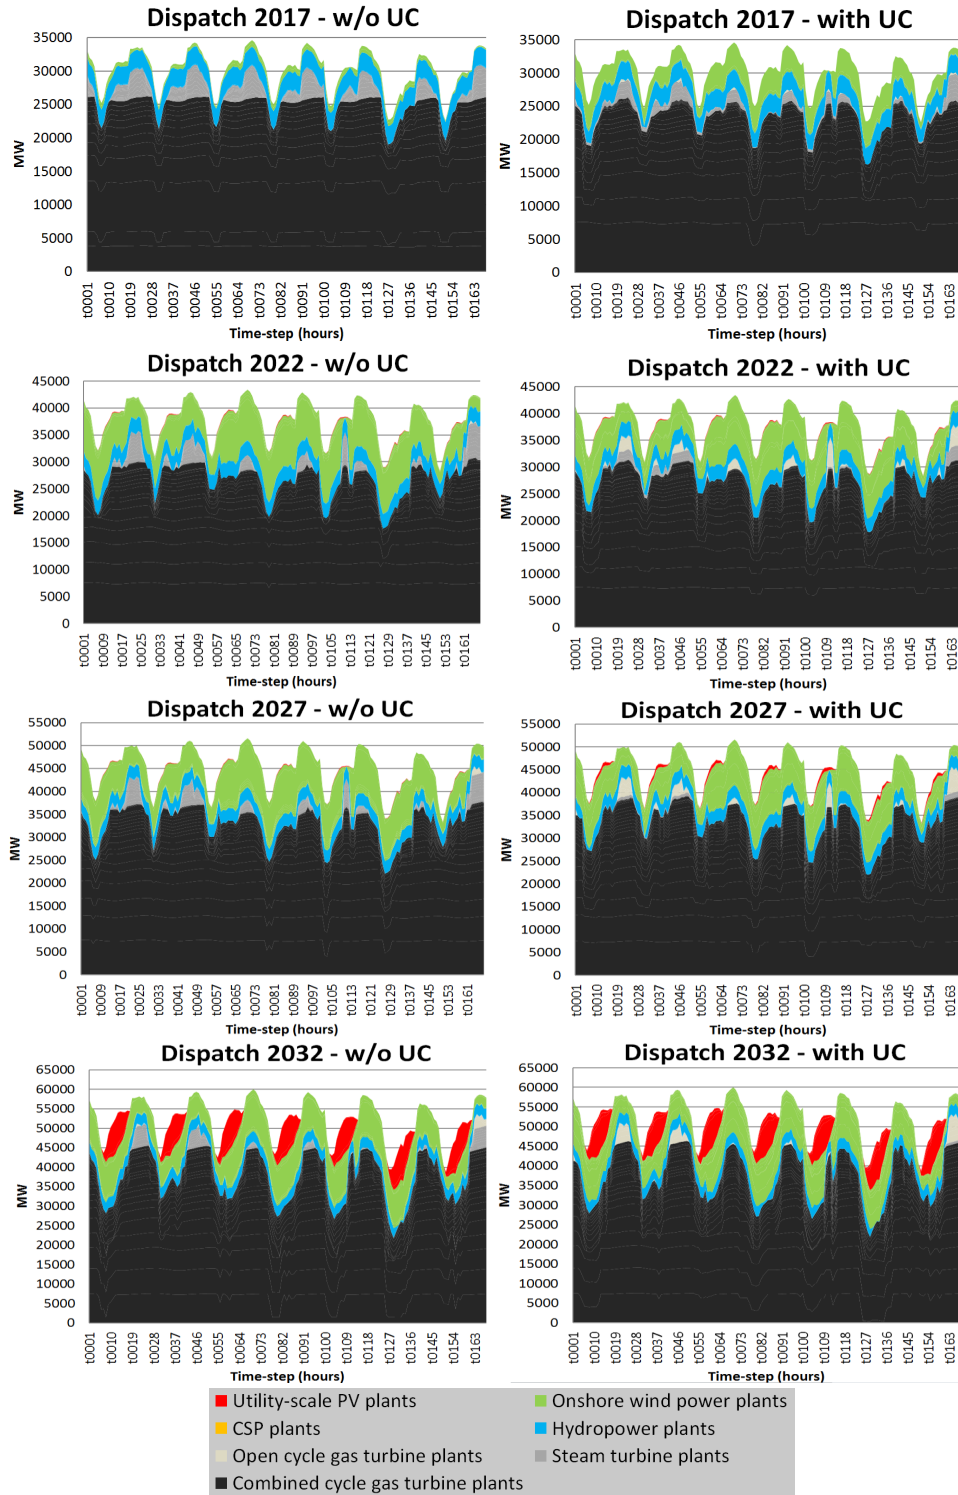 Dispatch 2017 - w/o UC
35000
30000
25000
20000
15000
10000
5000
0
MW
t0001
t0010
t0019
t0028
t0037
t0046
t0055
t0064
t0073
t0082
t0091
t0100
t0109
t0118
t0127
t0136
t0145
t0154
t0163
Time-step (hours)
Dispatch 2017 - with UC
35000
30000
25000
20000
15000
10000
5000
0
MW
t0001
t0010
t0019
t0028
t0037
t0046
t0055
t0064
t0073
t0082
t0091
t0100
t0109
t0118
t0127
t0136
t0145
t0154
t0163
Time-step (hours)
Dispatch 2022 - w/o UC
45000
40000
35000
30000
25000
20000
15000
10000
5000
0
MW
t0001
t0009
t0017
t0025
t0033
t0041
t0049
t0057
t0065
t0073
t0081
t0089
t0097
t0105
t0113
t0121
t0129
t0137
t0145
t0153
t0161
Time-step (hours)
Dispatch 2022 - with UC
45000
40000
35000
30000
25000
20000
15000
10000
5000
0
MW
t0001
t0010
t0019
t0028
t0037
t0046
t0055
t0064
t0073
t0082
t0091
t0100
t0109
t0118
t0127
t0136
t0145
t0154
t0163
Time-step (hours)
Dispatch 2027 - w/o UC
55000
50000
45000
40000
35000
30000
25000
20000
15000
10000
5000
0
MW
t0001
t0009
t0017
t0025
t0033
t0041
t0049
t0057
t0065
t0073
t0081
t0089
t0097
t0105
t0113
t0121
t0129
t0137
t0145
t0153
t0161
Time-step (hours)
Dispatch 2027 - with UC
55000
50000
45000
40000
35000
30000
25000
20000
15000
10000
5000
0
MW
t0001
t0010
t0019
t0028
t0037
t0046
t0055
t0064
t0073
t0082
t0091
t0100
t0109
t0118
t0127
t0136
t0145
t0154
t0163
Time-step (hours)
Dispatch 2032 - w/o UC
65000
60000
55000
50000
45000
40000
35000
30000
25000
20000
15000
10000
5000
0
MW
t0001
t0010
t0019
t0028
t0037
t0046
t0055
t0064
t0073
t0082
t0091
t0100
t0109
t0118
t0127
t0136
t0145
t0154
t0163
Time-step (hours)
Dispatch 2032 - with UC
65000
60000
55000
50000
45000
40000
35000
30000
25000
20000
15000
10000
5000
0
MW
t0001
t0010
t0019
t0028
t0037
t0046
t0055
t0064
t0073
t0082
t0091
t0100
t0109
t0118
t0127
t0136
t0145
t0154
t0163
Time-step (hours)
Utility-scale PV plants
Onshore wind power plants
CSP plants
Hydropower plants
Open cycle gas turbine plants
Steam turbine plants
Combined cycle gas turbine plants